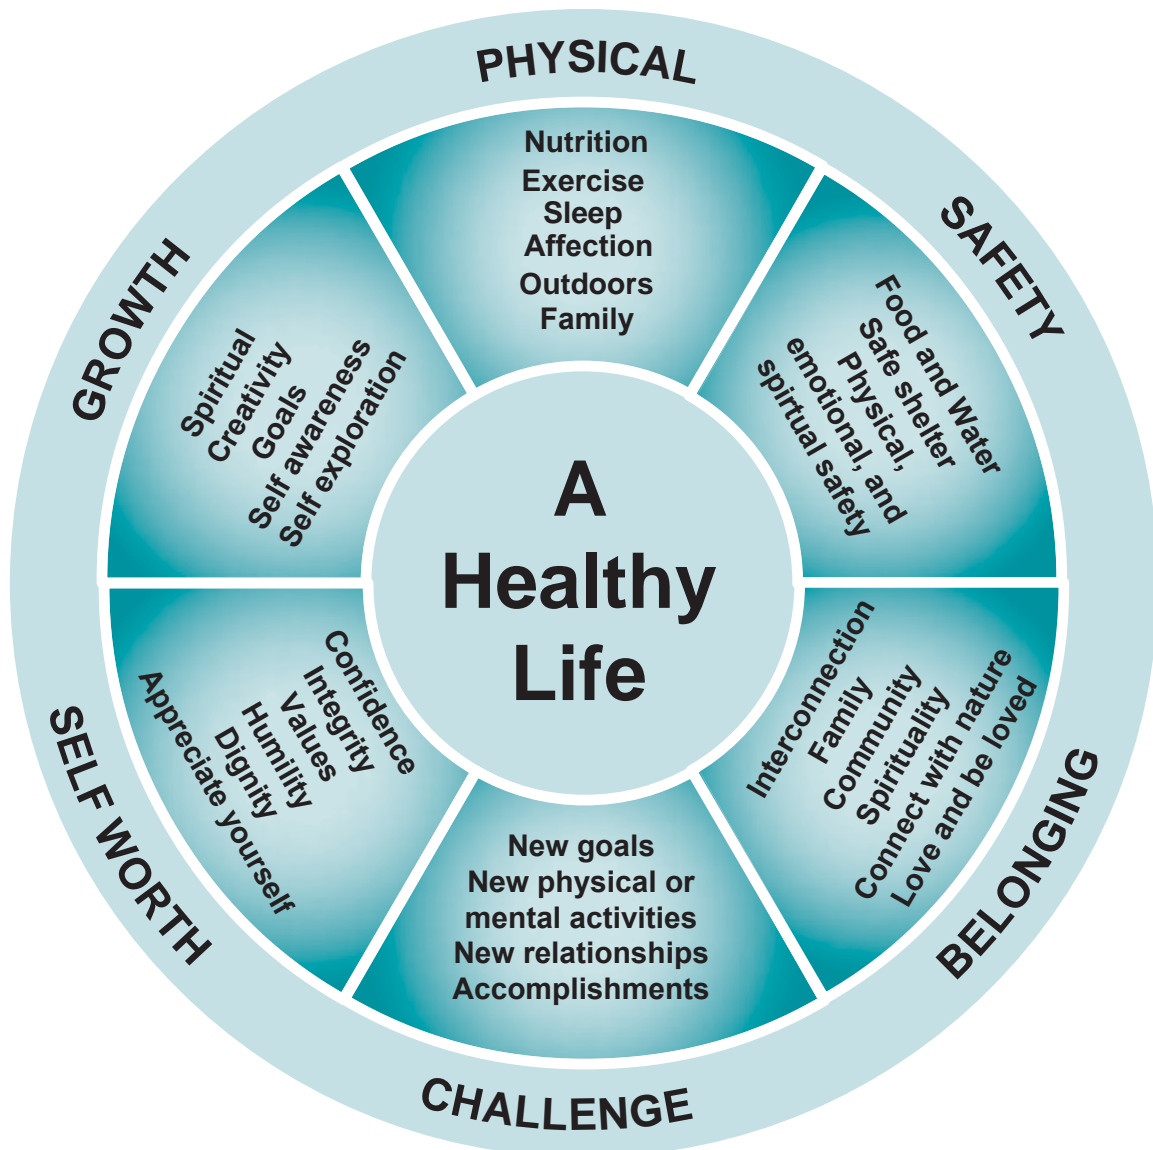 PHYSICAL
Nutrition
Exercise
Sleep
Affection
Outdoors
Family
SAFETY
Food and Water
Safe shelter
Physical,
emotional, and
spirtual safety
BELONGING
Interconnection
Family
Community
Spirituality
Connect with nature
Love and be loved
CHALLENGE
New goals
New physical or
mental activities
New relationships
Accomplishments
SELF WORTH
Confidence
Integrity
Values
Humility
Dignity
Appreciate yourself
GROWTH
Spiritual
Creativity
Goals
Self awareness
Self exploration
A
Healthy
Life